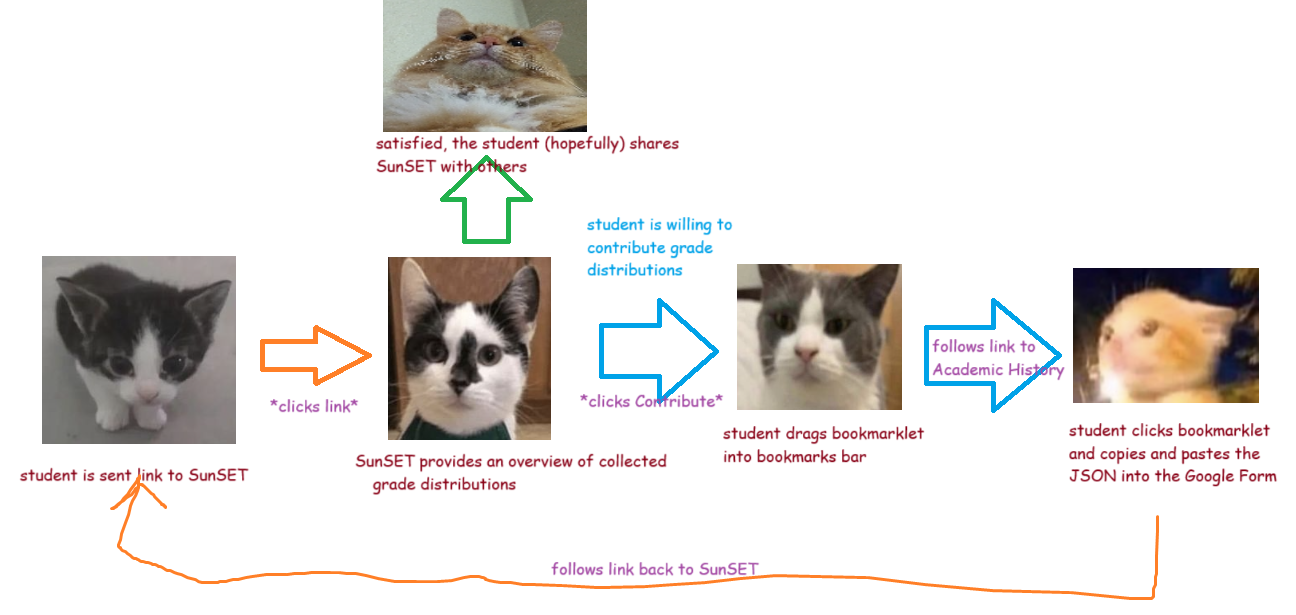 satisfied, the student (hopefully) shares
SunSET with others
student is willing to
contribute grade
distributions
follows link to
Academic History
*clicks link*
*clicks Contribute*
student drags bookmarklet
into bookmarks bar
student clicks bookmarklet
and copies and pastes the
JSON into the Google Form
SunSET provides an overview of collected
grade distributions
student is sent link to SunSET
follows link back to SunSET